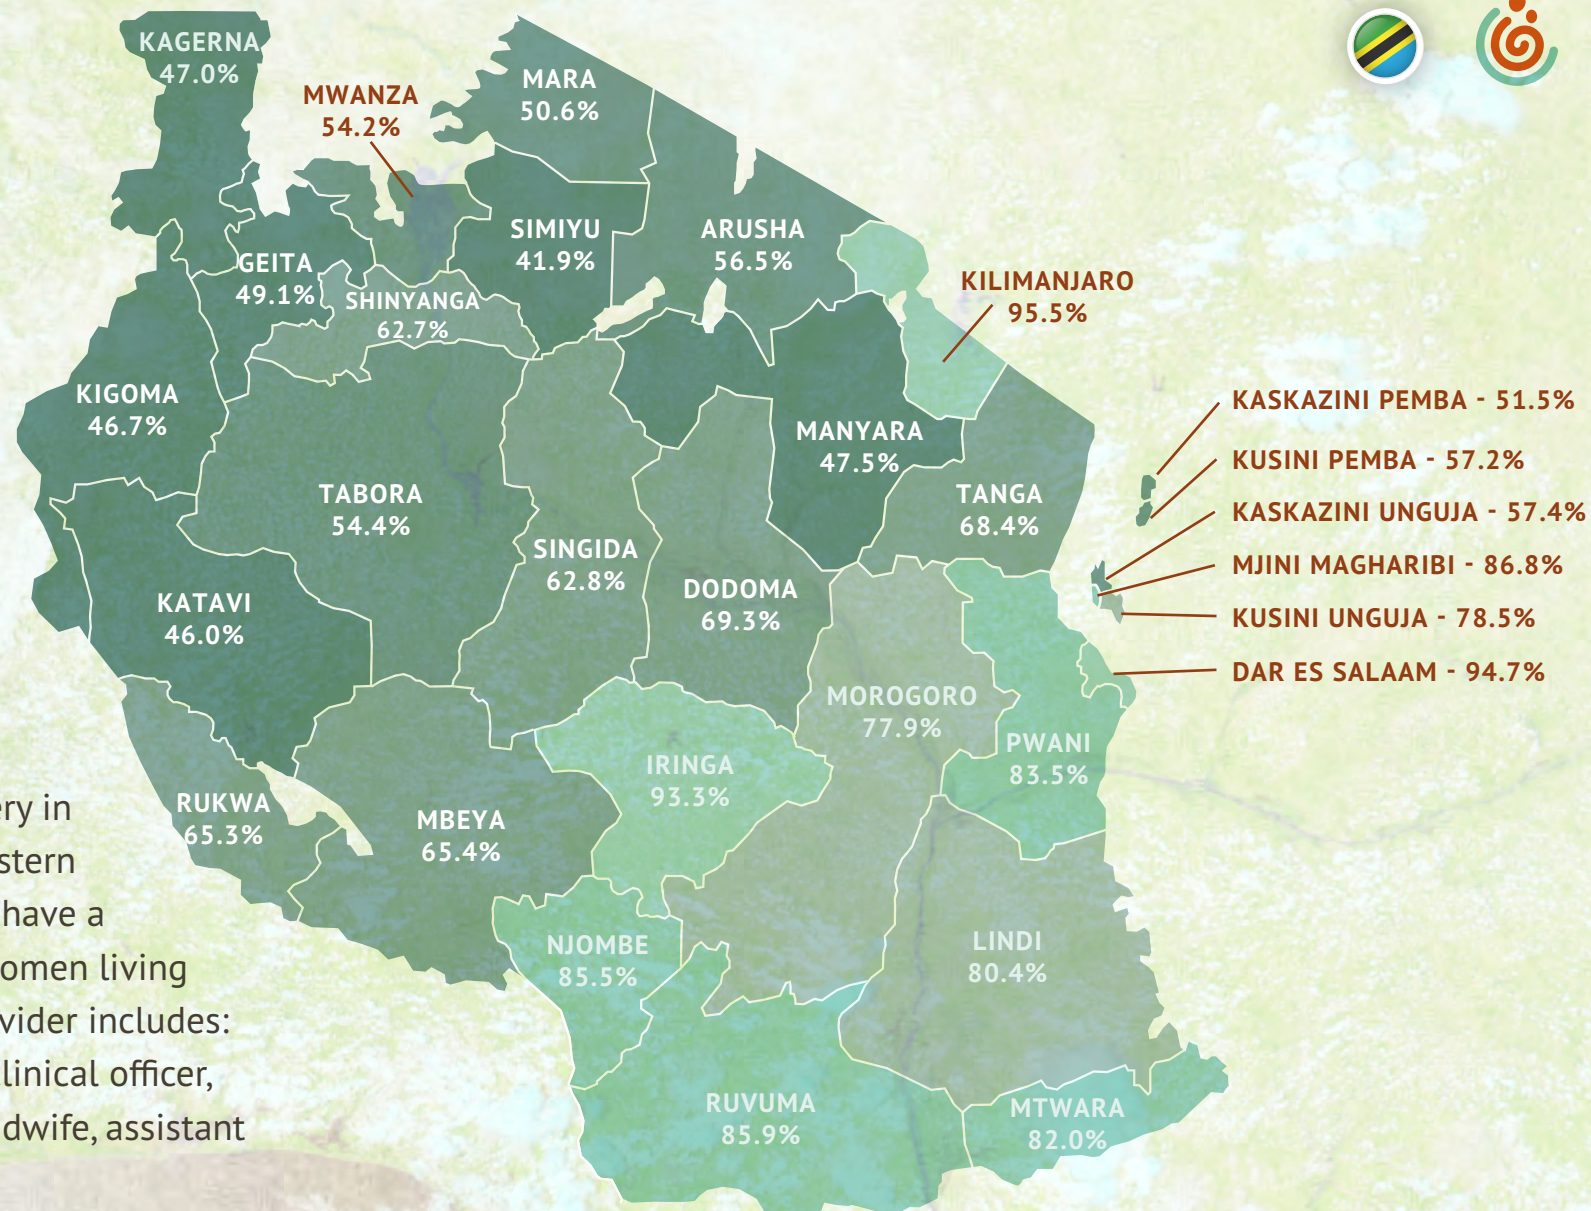 KAGERNA
47.0%
MWANZA
54.2%
MARA
50.6%
SIMIYU
41.9%
ARUSHA
56.5%
GEITA
49.1%
SHINYANGA
62.7%
KILIMANJARO
95.5%
KIGOMA
46.7%
MANYARA
47.5%
TABORA
54.4%
TANGA
68.4%
SINGIDA
62.8%
DODOMA
69.3%
KATAVI
46.0%
KASKAZINI PEMBA - 51.5%
KUSINI PEMBA - 57.2%
KASKAZINI UNGUJA - 57.4%
MJINI MAGHARIBI - 86.8%
KUSINI UNGUJA - 78.5%
DAR ES SALAAM - 94.7%
MOROGORO
77.9%
PWANI
83.5%
IRINGA
93.3%
RUKWA
65.3%
MBEYA
65.4%
NJOMBE
85.5%
LINDI
80.4%
RUVUMA
85.9%
MTWARA
82.0%
ery in
stern
have a
omen living
vider includes:
linical officer,
dwife, assistant